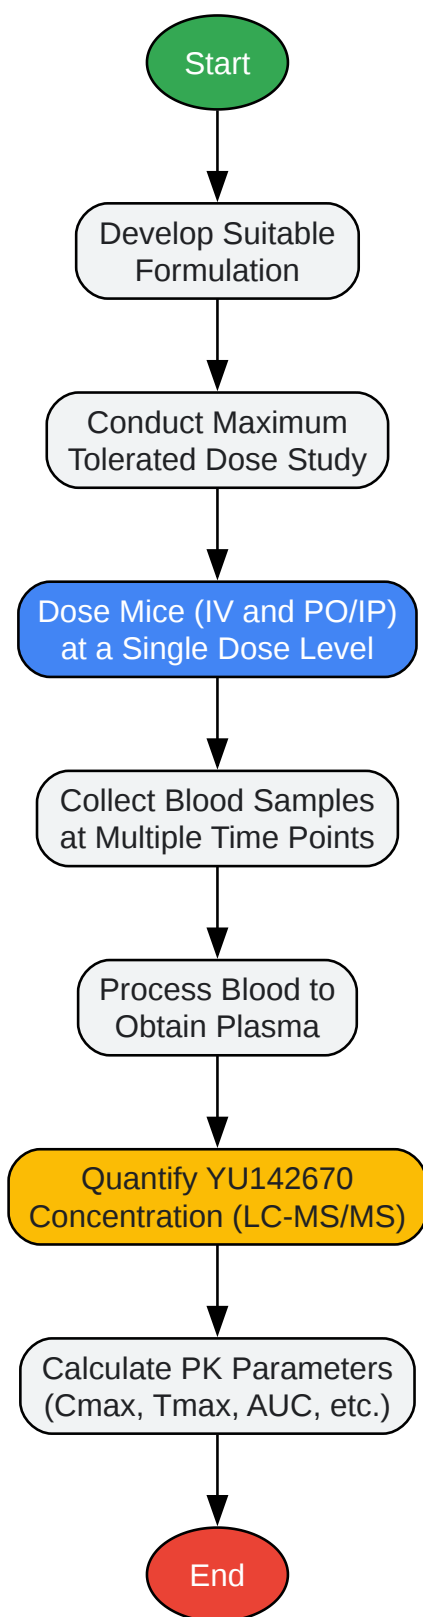 Start
Develop Suitable
Formulation
Conduct Maximum
Tolerated Dose Study
Dose Mice (IV and PO/IP)
at a Single Dose Level
Collect Blood Samples
at Multiple Time Points
Process Blood to
Obtain Plasma
Quantify YU142670
Concentration (LC-MS/MS)
Calculate PK Parameters
(Cmax, Tmax, AUC, etc.)
End